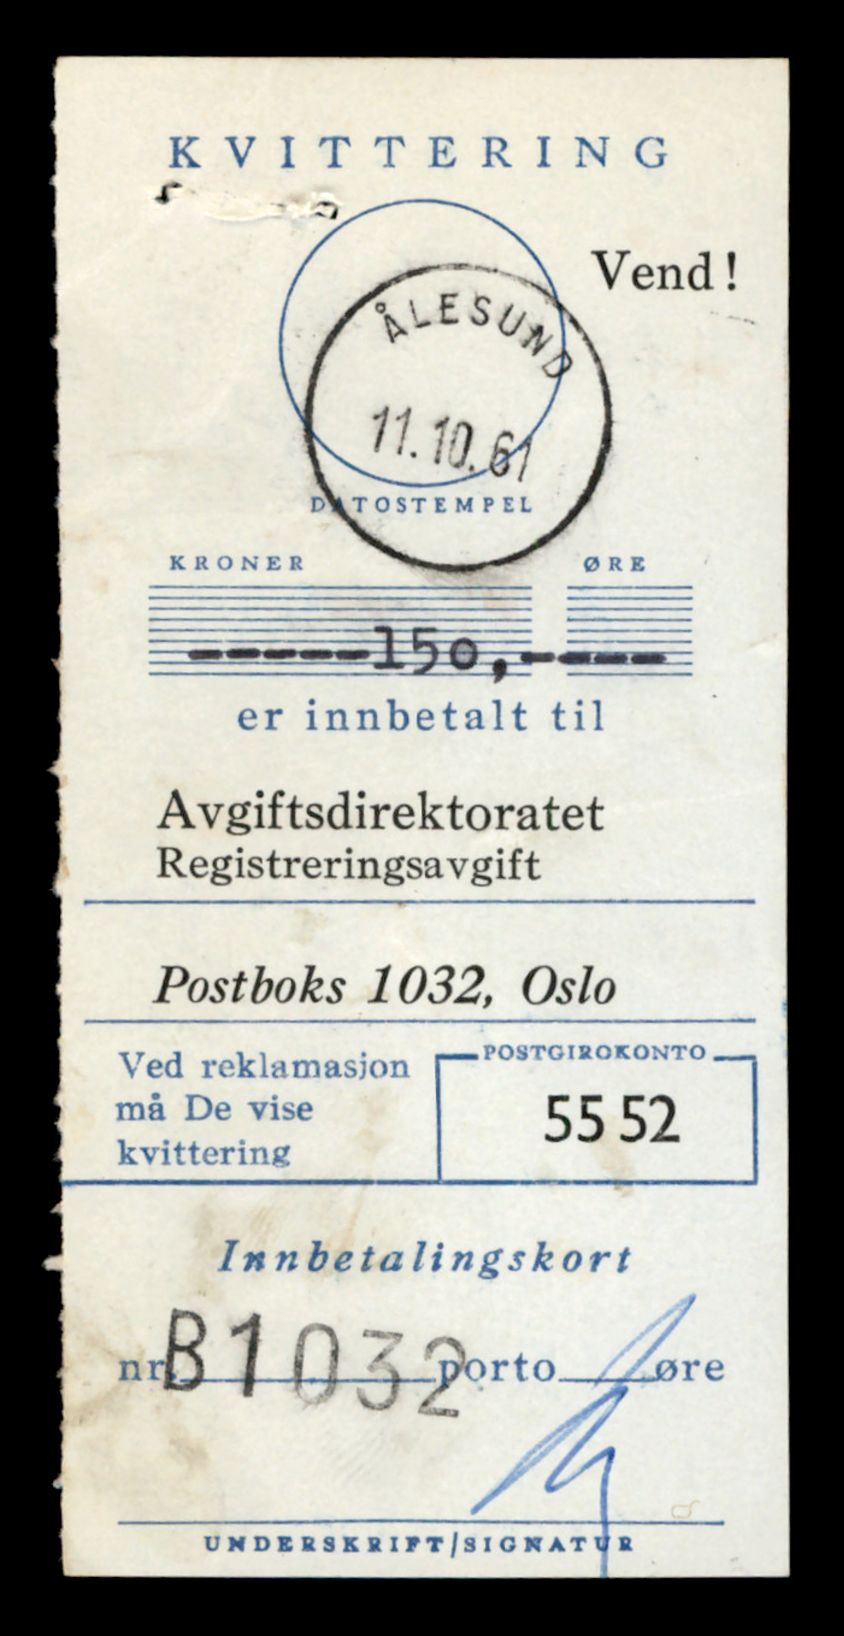 KVITTERING
Vend!
ÅLESUND
11.10.61
DATOSTEMPEL
KRONER ØRE
-----150,-----
er innbetalt til
Avgiftsdirektoratet
Registreringsavgift
Postboks 1032, Oslo
Ved reklamasjon
må De vise
kvittering
POSTGIROKONTO
55 52
Innbetalingskort
nr. B1032 porto øre
UNDERSKRIFT/SIGNATUR